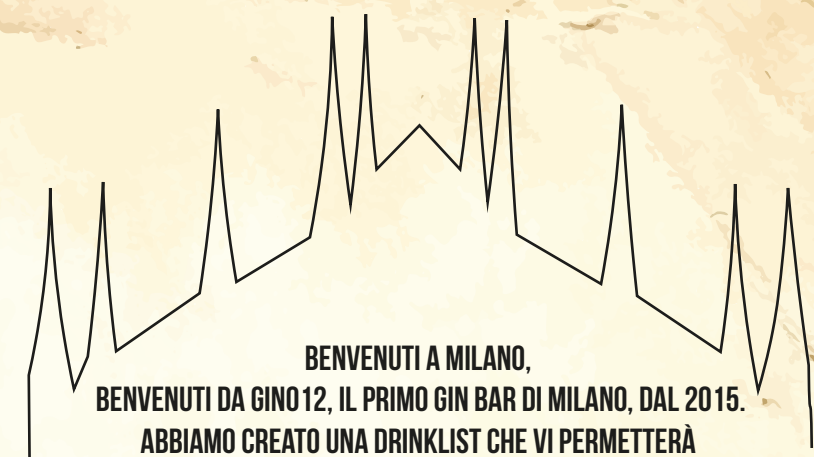 BENVENUTI A MILANO,
BENVENUTI DA GINO12, IL PRIMO GIN BAR DI MILANO, DAL 2015.
ABBIAMO CREATO UNA DRINKLIST CHE VI PERMETTERÀ